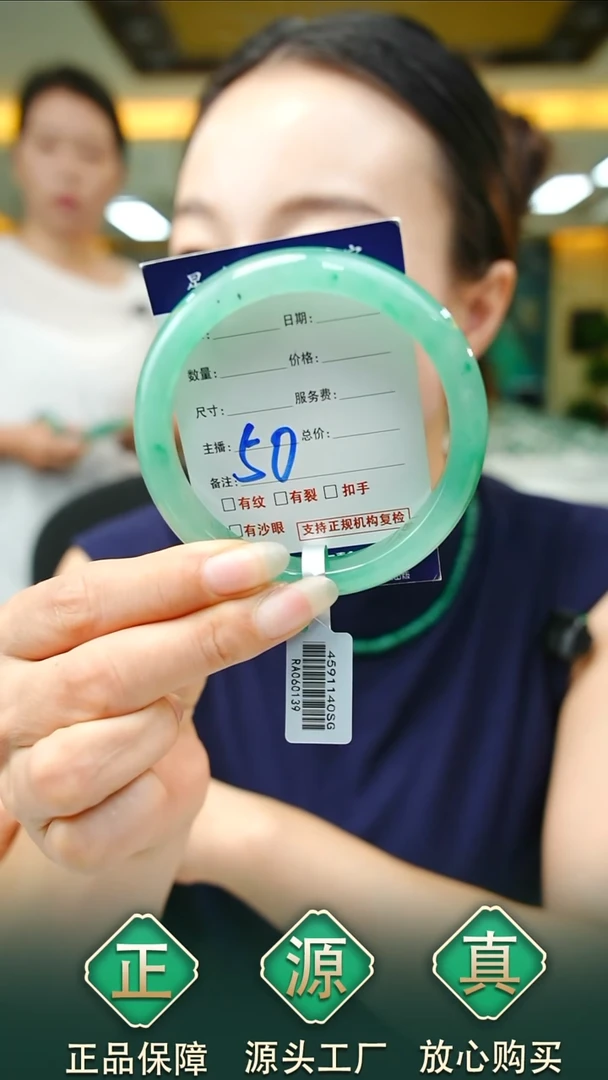 日期:
数量: 价格:
尺寸: 服务费:
主播: 总价:
50
备注:
□有纹 □有裂 □扣手
□有沙眼 支持正规机构复检
4591140SG
RA060139
正 源 真
正品保障 源头工厂 放心购买